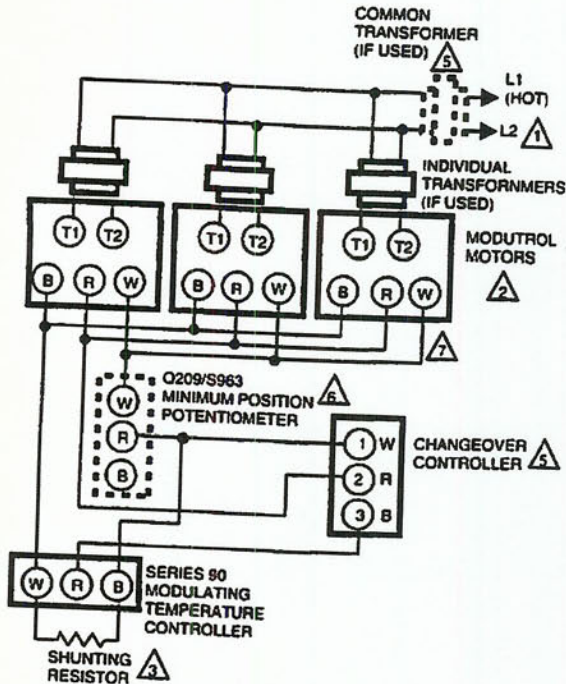 COMMON
TRANSFORMER
(IF USED) 5
L1
(HOT)
L2 1
INDIVIDUAL
TRANSFORNMERS
(IF USED)
T1 T2 T1 T2 T1 T2
MODUTROL
MOTORS
2
B R W B R W B R W
7
Q209/S963
MINIMUM POSITION
POTENTIOMETER 6
W
R
B
1 W
2 R
3 B
CHANGEOVER
CONTROLLER 5
W R B
SERIES 90
MODULATING
TEMPERATURE
CONTROLLER
SHUNTING
RESISTOR 3